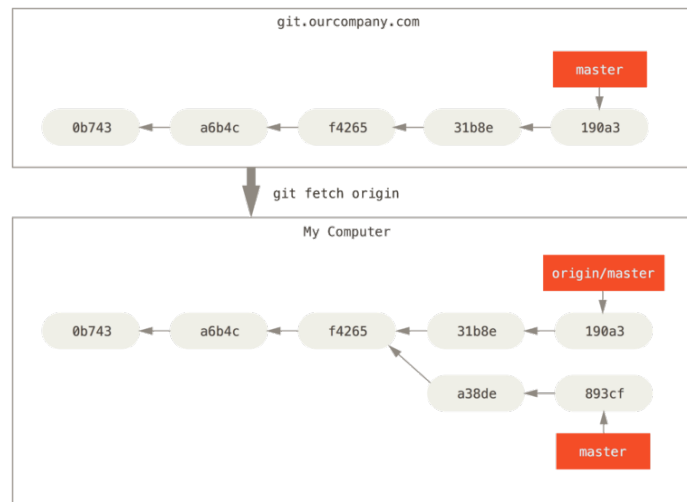 git.ourcompany.com
master
0b743 a6b4c f4265 31b8e 190a3
git fetch origin
My Computer
origin/master
0b743 a6b4c f4265 31b8e 190a3
a38de 893cf
master